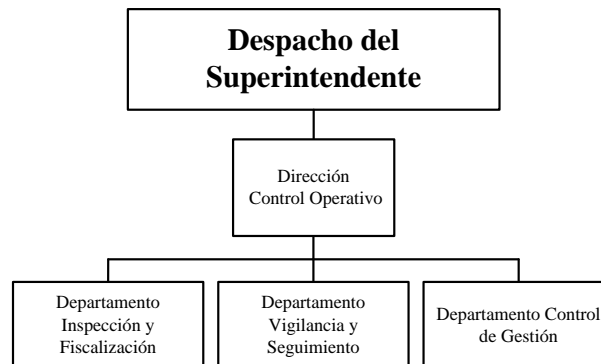 Despacho del
Superintendente
Dirección
Control Operativo
Departamento
Inspección y
Fiscalización
Departamento
Vigilancia y
Seguimiento
Departamento Control
de Gestión